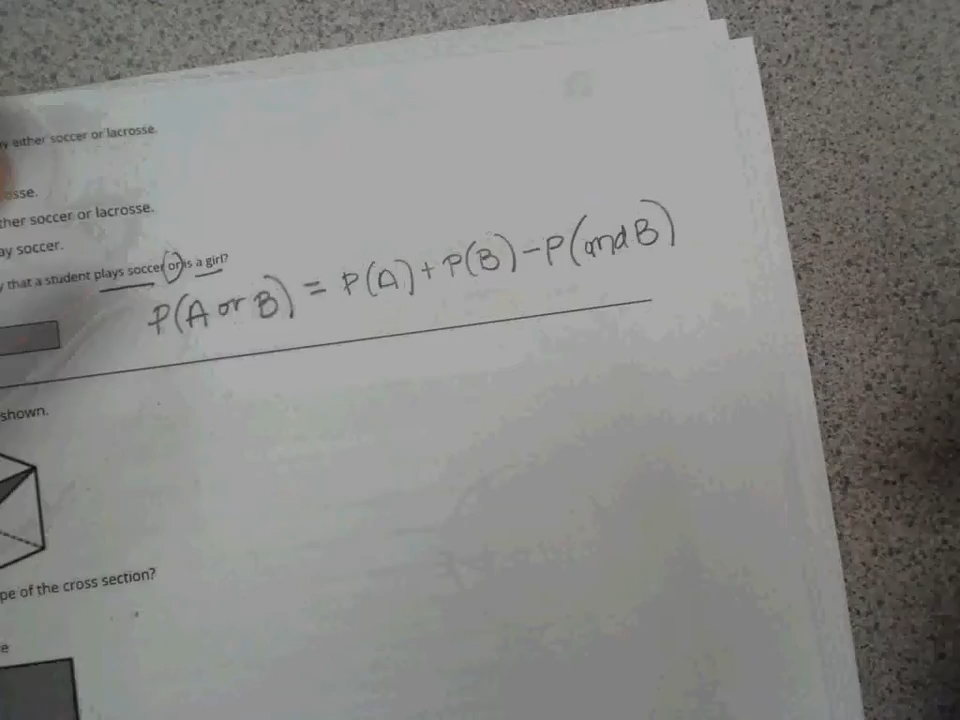 either soccer or lacrosse.
osse.
ther soccer or lacrosse.
ay soccer.
y that a student plays soccer or is a girl?
P(A or B) = P(A) + P(B) - P(and B)
shown.
pe of the cross section?
e